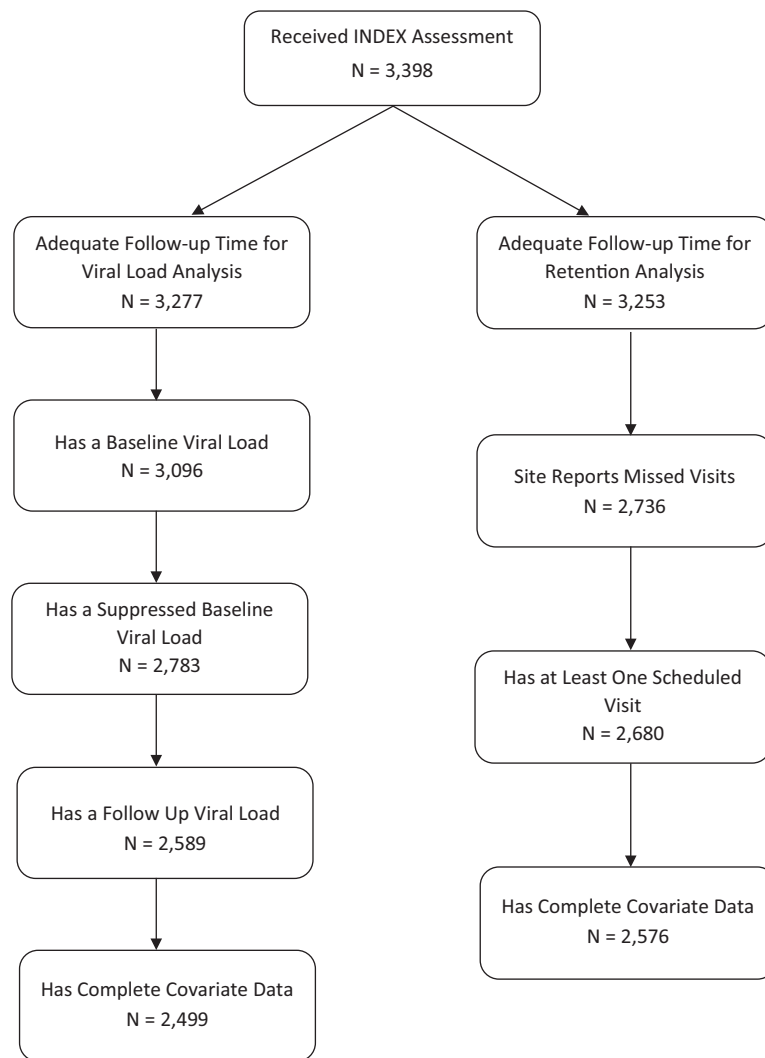 Received INDEX Assessment
N = 3,398
Adequate Follow-up Time for
Viral Load Analysis
N = 3,277
Has a Baseline Viral Load
N = 3,096
Has a Suppressed Baseline
Viral Load
N = 2,783
Has a Follow Up Viral Load
N = 2,589
Has Complete Covariate Data
N = 2,499
Adequate Follow-up Time for
Retention Analysis
N = 3,253
Site Reports Missed Visits
N = 2,736
Has at Least One Scheduled
Visit
N = 2,680
Has Complete Covariate Data
N = 2,576